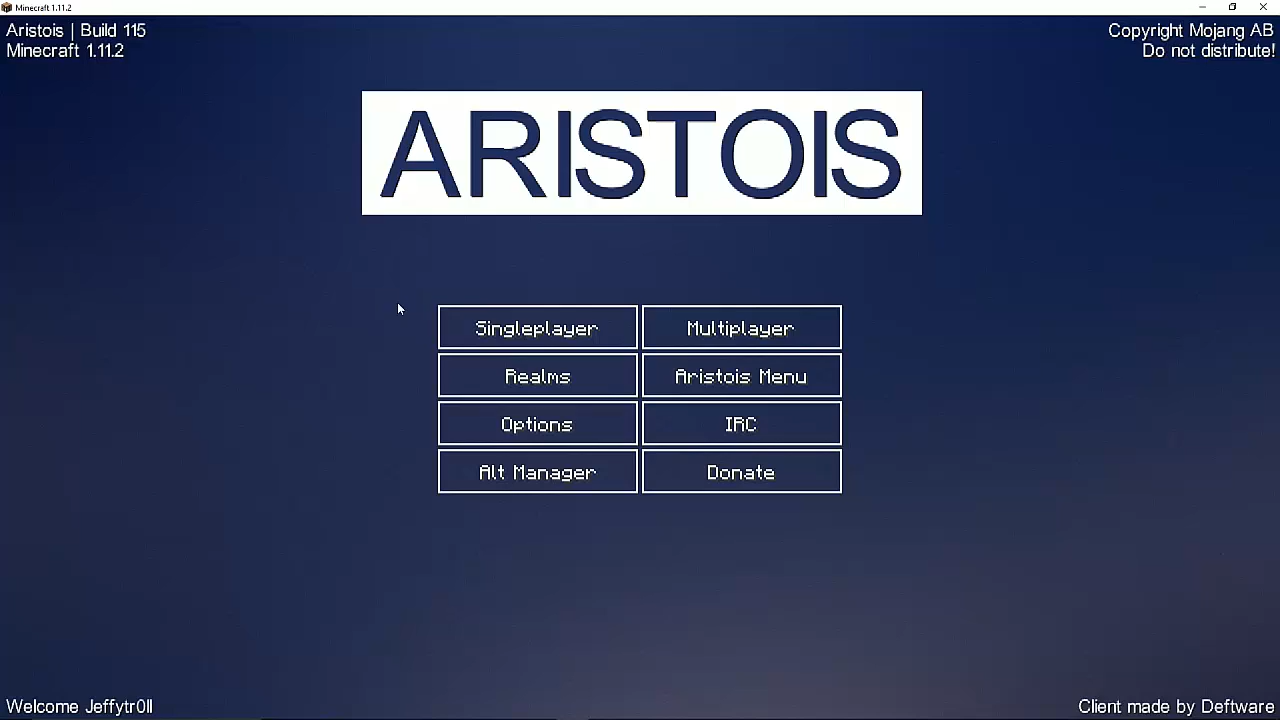 Minecraft 1.11.2
Aristois | Build 115
Minecraft 1.11.2
Copyright Mojang AB
Do not distribute!
ARISTOIS
Singleplayer
Multiplayer
Realms
Aristois Menu
Options
IRC
Alt Manager
Donate
Welcome Jeffytr0ll
Client made by Deftware